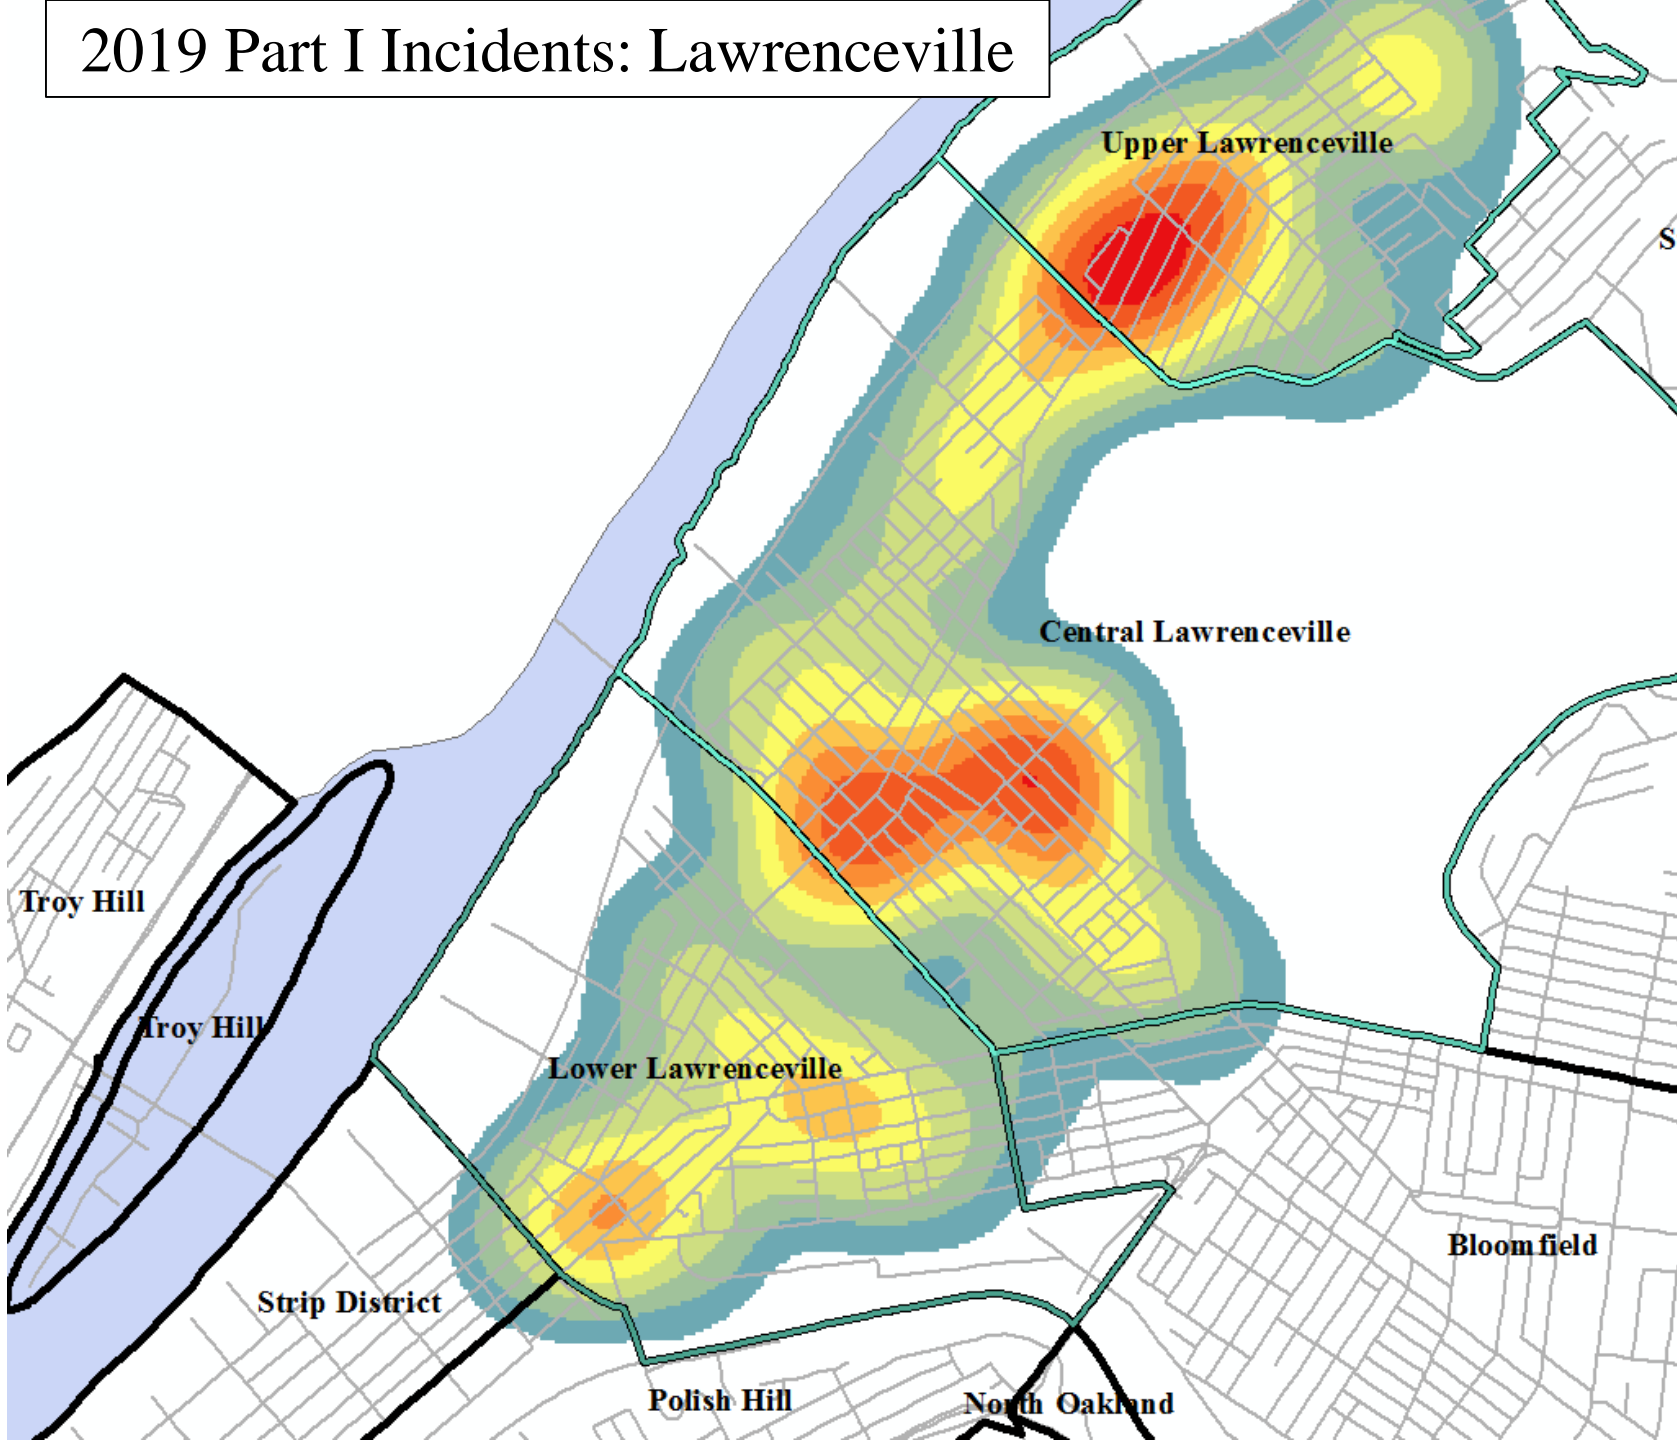 2019 Part I Incidents: Lawrenceville
Upper Lawrenceville
S
Central Lawrenceville
Troy Hill
Troy Hill
Lower Lawrenceville
Bloomfield
Strip District
Polish Hill
North Oakland